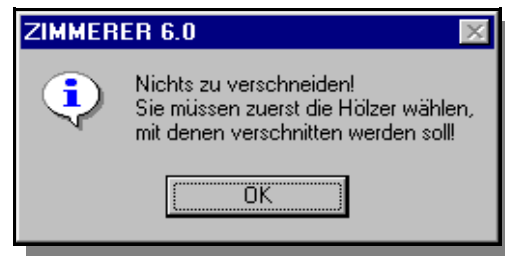 ZIMMERER 6.0
Nichts zu verschneiden!
Sie müssen zuerst die Hölzer wählen,
mit denen verschnitten werden soll!
OK